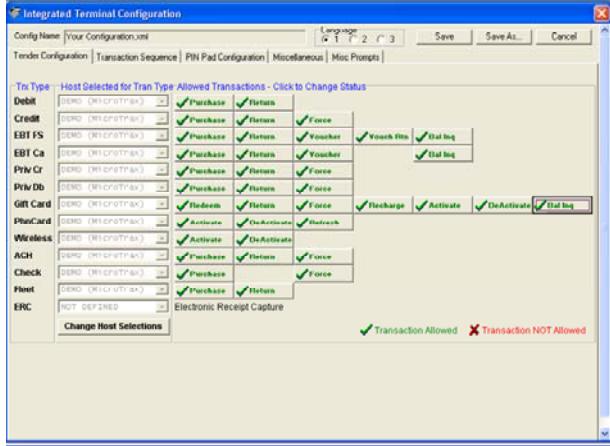 Integrated Terminal Configuration
Config Name Your Configuration.xml Language 1 2 3 Save Save As... Cancel
Tender Configuration Transaction Sequence PIN Pad Configuration Miscellaneous Misc Prompts
Trx Type Host Selected for Tran Type Allowed Transactions - Click to Change Status
Debit DEMO (MicroTrax) Purchase Return
Credit DEMO (MicroTrax) Purchase Return Force
EBT FS DEMO (MicroTrax) Purchase Return Voucher Vouch Rtn Bal Inq
EBT Ca DEMO (MicroTrax) Purchase Return Voucher Bal Inq
Priv Cr DEMO (MicroTrax) Purchase Return Force
Priv Db DEMO (MicroTrax) Purchase Return Force
Gift Card DEMO (MicroTrax) Redeem Return Force Recharge Activate DeActivate Bal Inq
PhnCard DEMO (MicroTrax) Activate DeActivate Refresh
Wireless DEMO (MicroTrax) Activate DeActivate
ACH DEMO (MicroTrax) Purchase Return Force
Check DEMO (MicroTrax) Purchase Force
Fleet DEMO (MicroTrax) Purchase Return
ERC NOT DEFINED Electronic Receipt Capture
Change Host Selections Transaction Allowed Transaction NOT Allowed